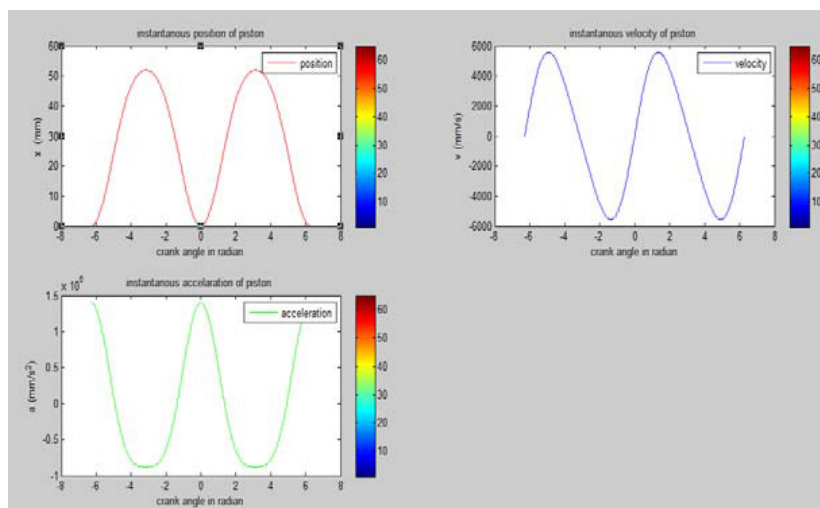 instantanous position of piston
60
50
40
30
20
10
0
x (mm)
-8 -6 -4 -2 0 2 4 6 8
crank angle in radian
position
60
50
40
30
20
10
instantanous velocity of piston
6000
4000
2000
0
-2000
-4000
-6000
v (mm/s)
-8 -6 -4 -2 0 2 4 6 8
crank angle in radian
velocity
60
50
40
30
20
10
instantanous accelaration of piston
1.5
1
0.5
0
-0.5
-1
a (mm/s²)
-8 -6 -4 -2 0 2 4 6 8
crank angle in radian
acceleration
60
50
40
30
20
10